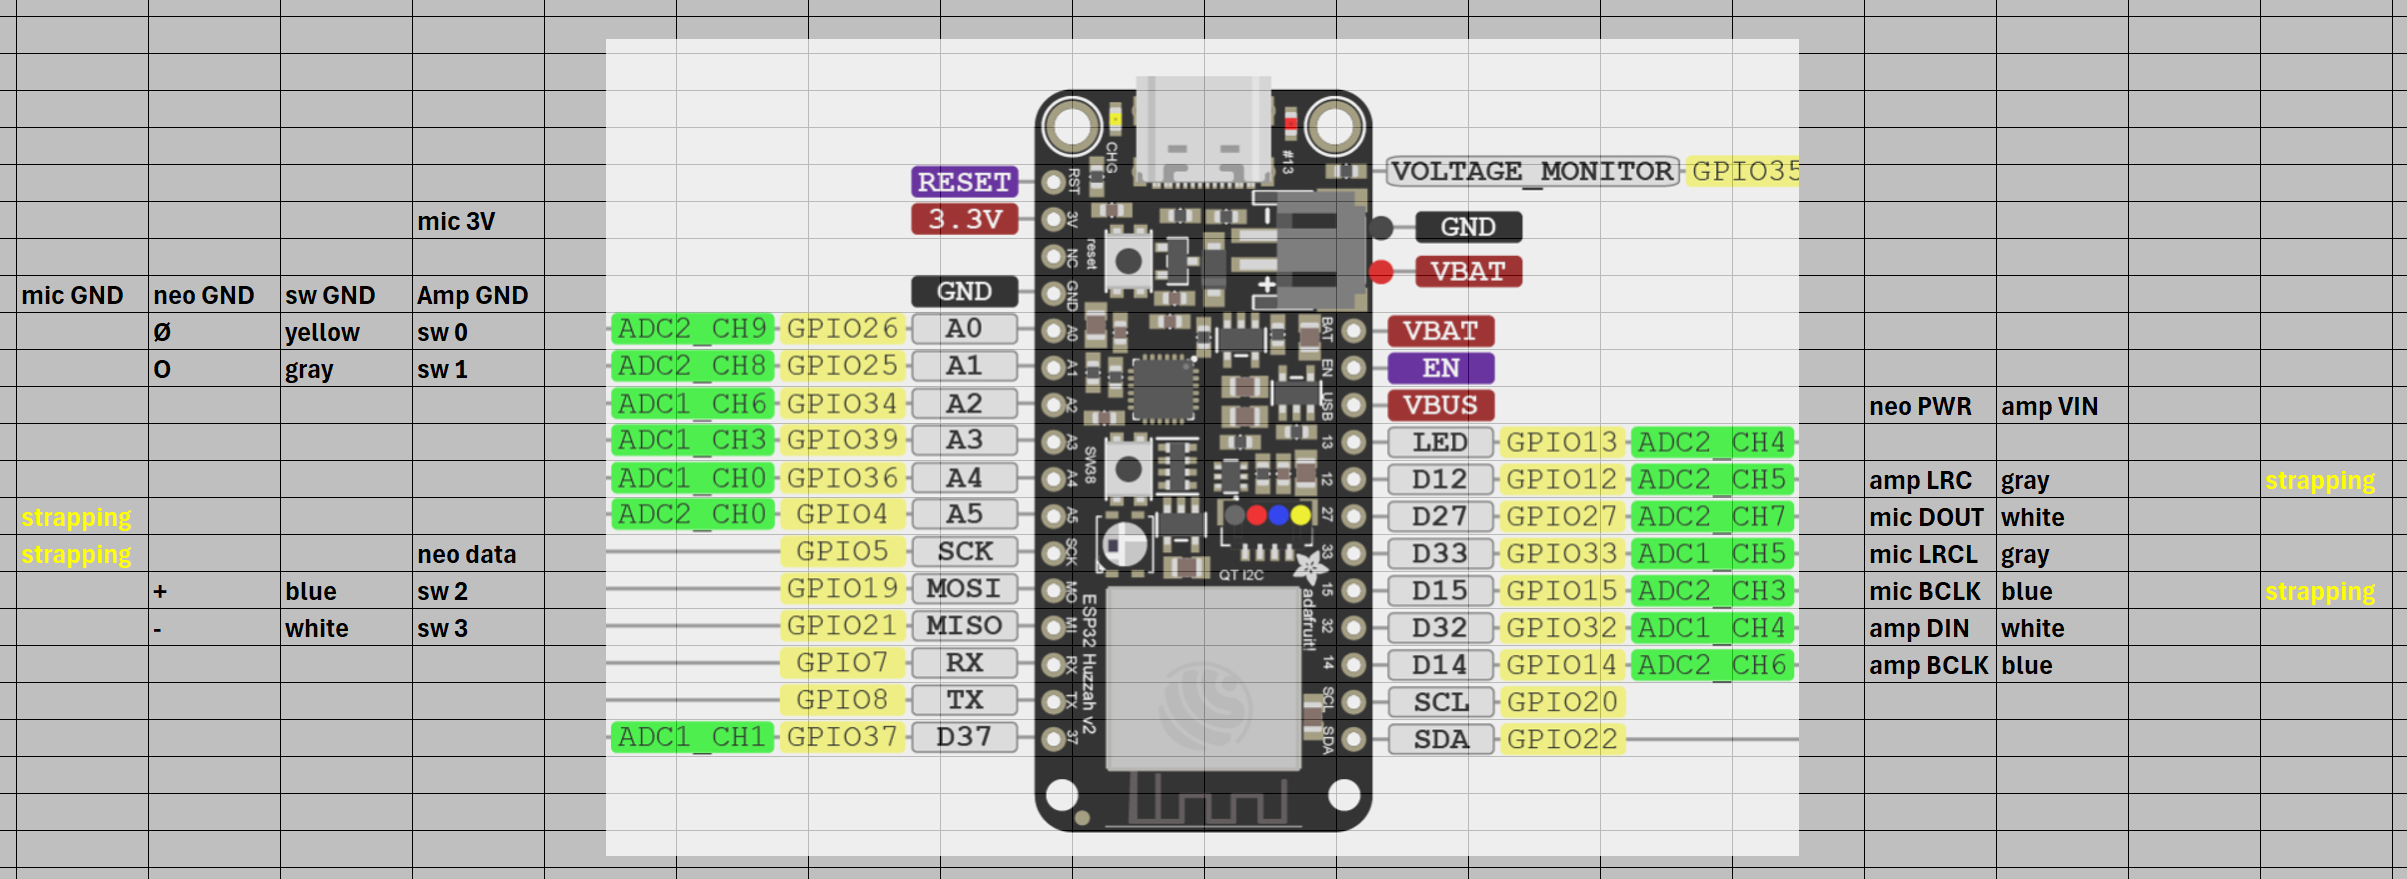 VOLTAGE_MONITOR GPIO35
RESET
mic 3V 3.3V GND
VBAT
mic GND neo GND sw GND Amp GND GND
Ø yellow sw 0 ADC2_CH9 GPIO26 A0 VBAT
O gray sw 1 ADC2_CH8 GPIO25 A1 EN
ADC1_CH6 GPIO34 A2 VBUS neo PWR amp VIN
ADC1_CH3 GPIO39 A3 LED GPIO13 ADC2_CH4
ADC1_CH0 GPIO36 A4 D12 GPIO12 ADC2_CH5 amp LRC gray strapping
strapping ADC2_CH0 GPIO4 A5 D27 GPIO27 ADC2_CH7 mic DOUT white
strapping neo data GPIO5 SCK D33 GPIO33 ADC1_CH5 mic LRCL gray
+ blue sw 2 GPIO19 MOSI D15 GPIO15 ADC2_CH3 mic BCLK blue strapping
- white sw 3 GPIO21 MISO D32 GPIO32 ADC1_CH4 amp DIN white
GPIO7 RX D14 GPIO14 ADC2_CH6 amp BCLK blue
GPIO8 TX SCL GPIO20
ADC1_CH1 GPIO37 D37 SDA GPIO22
CHG
#13
RST
3V
NC
GND
A0
A1
A2
A3
A4
A5
SCK
MO
MI
RX
TX
37
reset
SW38
ESP32 Huzzah v2
-
+
BAT
EN
USB
13
12
27
33
15
32
14
SCL
SDA
QT I2C
adafruit!